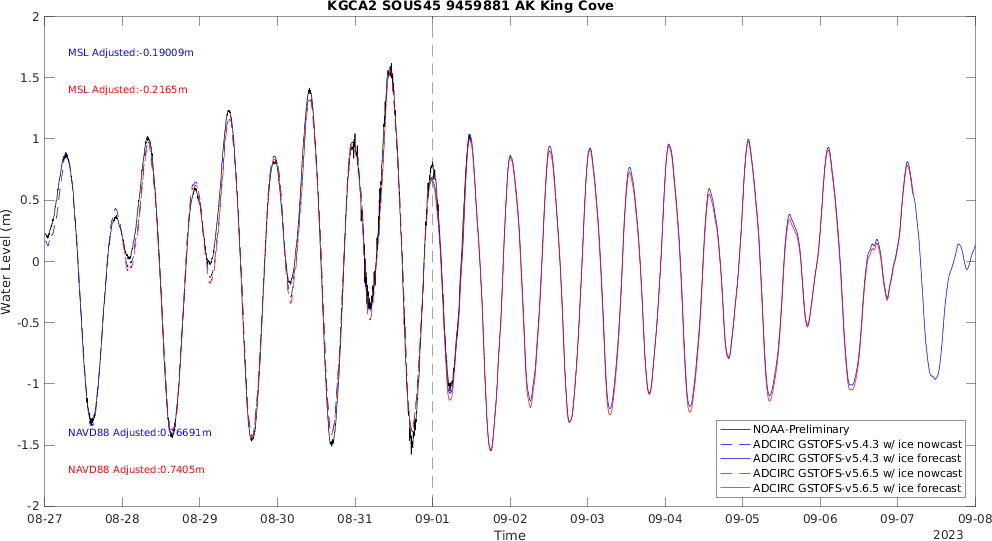 KGCA2 SOUS45 9459881 AK King Cove
MSL Adjusted:-0.19009m
MSL Adjusted:-0.2165m
NAVD88 Adjusted:0.76691m
NAVD88 Adjusted:0.7405m
Water Level (m)
2
1.5
1
0.5
0
-0.5
-1
-1.5
-2
NOAA-Preliminary
ADCIRC GSTOFS-v5.4.3 w/ ice nowcast
ADCIRC GSTOFS-v5.4.3 w/ ice forecast
ADCIRC GSTOFS-v5.6.5 w/ ice nowcast
ADCIRC GSTOFS-v5.6.5 w/ ice forecast
08-27 08-28 08-29 08-30 08-31 09-01 09-02 09-03 09-04 09-05 09-06 09-07 09-08
Time
2023